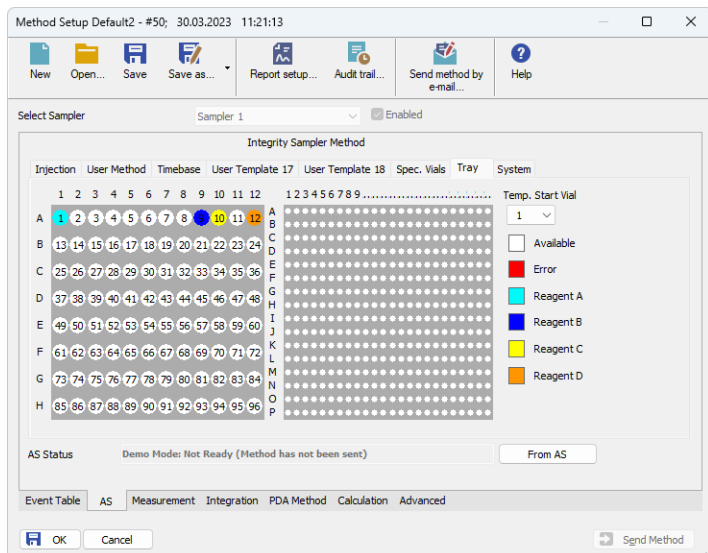 Method Setup Default2 - #50; 30.03.2023 11:21:13
New Open... Save Save as... Report setup... Audit trail... Send method by e-mail... Help
Select Sampler Sampler 1 Enabled
Integrity Sampler Method
Injection User Method Timebase User Template 17 User Template 18 Spec. Vials Tray System
1 2 3 4 5 6 7 8 9 10 11 12 1 2 3 4 5 6 7 8 9 Temp. Start Vial
A 1 2 3 4 5 6 7 8 9 10 11 12 A 1
B
B 13 14 15 16 17 18 19 20 21 22 23 24 C Available
D
C 25 26 27 28 29 30 31 32 33 34 35 36 E Error
F
D 37 38 39 40 41 42 43 44 45 46 47 48 G Reagent A
H
E 49 50 51 52 53 54 55 56 57 58 59 60 I Reagent B
J
F 61 62 63 64 65 66 67 68 69 70 71 72 K Reagent C
L
G 73 74 75 76 77 78 79 80 81 82 83 84 M Reagent D
N
H 85 86 87 88 89 90 91 92 93 94 95 96 O
P
AS Status Demo Mode: Not Ready (Method has not been sent) From AS
Event Table AS Measurement Integration PDA Method Calculation Advanced
OK Cancel Send Method